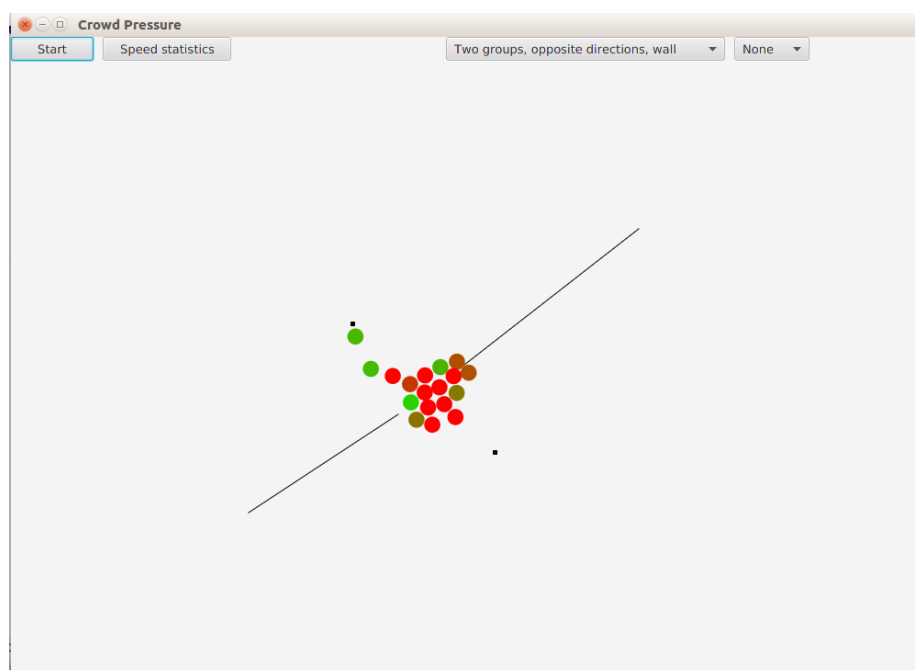 Crowd Pressure
Start Speed statistics Two groups, opposite directions, wall None